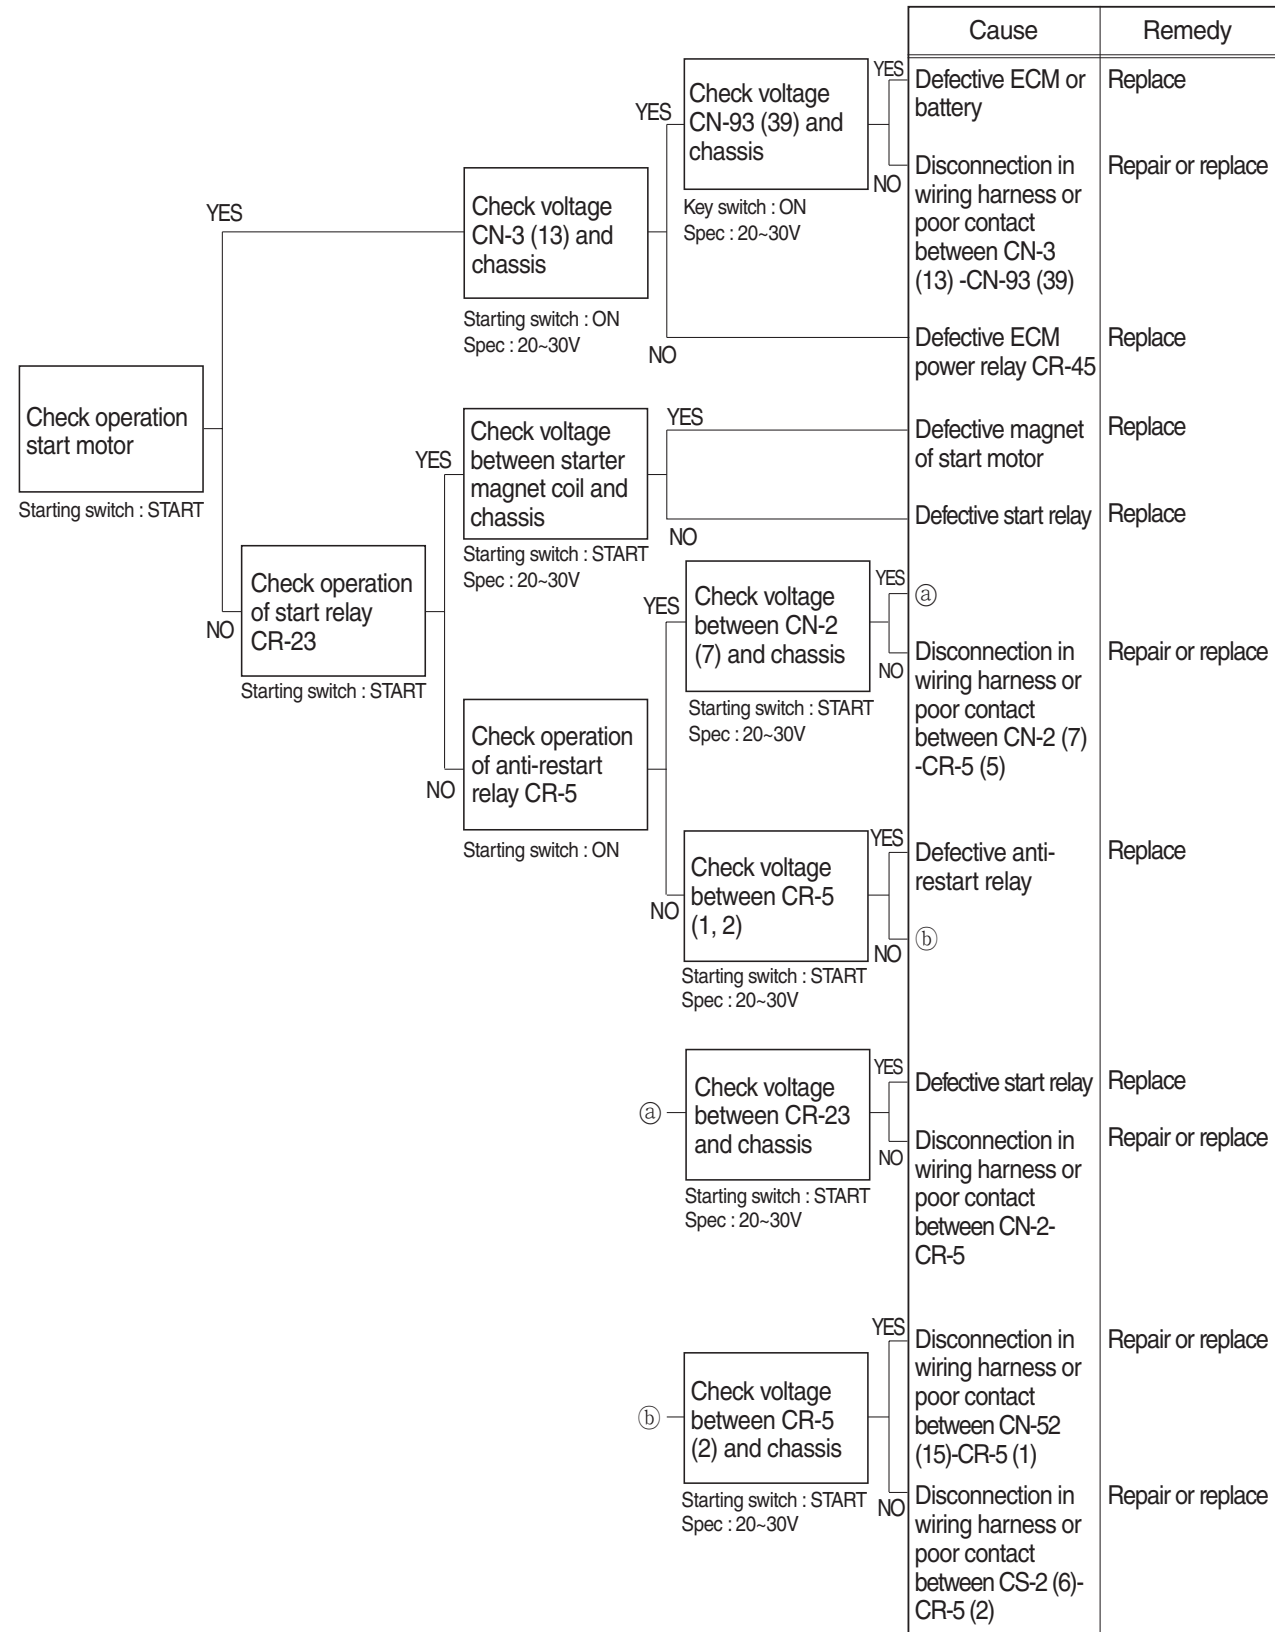 Cause
Remedy
YES
Check voltage
CN-93 (39) and
chassis
Key switch : ON
Spec : 20~30V
YES
Defective ECM or
battery
Replace
NO
Disconnection in
wiring harness or
poor contact
between CN-3
(13) -CN-93 (39)
Repair or replace
YES
Check voltage
CN-3 (13) and
chassis
Starting switch : ON
Spec : 20~30V
NO
Defective ECM
power relay CR-45
Replace
Check operation
start motor
Starting switch : START
YES
Check voltage
between starter
magnet coil and
chassis
Starting switch : START
Spec : 20~30V
YES
Defective magnet
of start motor
Replace
NO
Defective start relay
Replace
NO
Check operation
of start relay
CR-23
Starting switch : START
YES
Check voltage
between CN-2
(7) and chassis
Starting switch : START
Spec : 20~30V
YES
ⓐ
NO
Disconnection in
wiring harness or
poor contact
between CN-2 (7)
-CR-5 (5)
Repair or replace
NO
Check operation
of anti-restart
relay CR-5
Starting switch : ON
NO
Check voltage
between CR-5
(1, 2)
Starting switch : START
Spec : 20~30V
YES
Defective anti-
restart relay
Replace
NO
ⓑ
ⓐ
Check voltage
between CR-23
and chassis
Starting switch : START
Spec : 20~30V
YES
Defective start relay
Replace
NO
Disconnection in
wiring harness or
poor contact
between CN-2-
CR-5
Repair or replace
ⓑ
Check voltage
between CR-5
(2) and chassis
Starting switch : START
Spec : 20~30V
YES
Disconnection in
wiring harness or
poor contact
between CN-52
(15)-CR-5 (1)
Repair or replace
NO
Disconnection in
wiring harness or
poor contact
between CS-2 (6)-
CR-5 (2)
Repair or replace